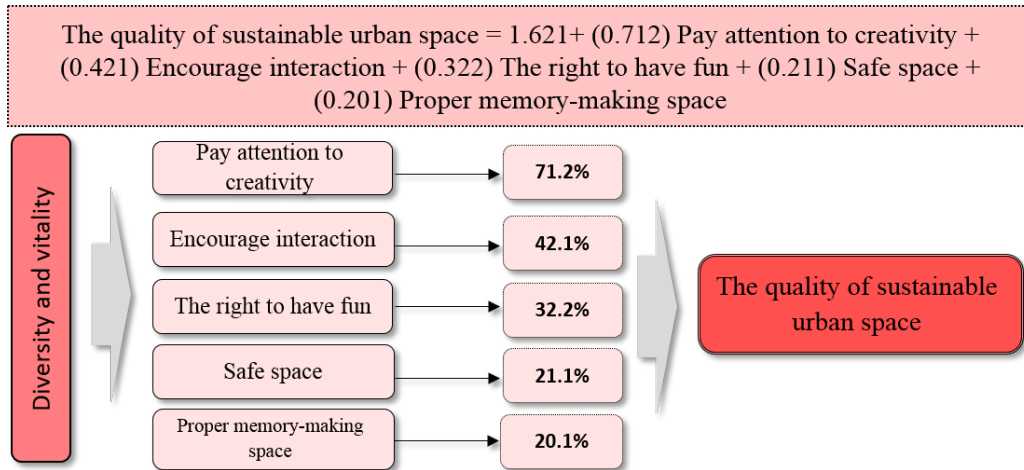 The quality of sustainable urban space = 1.621+ (0.712) Pay attention to creativity +
(0.421) Encourage interaction + (0.322) The right to have fun + (0.211) Safe space +
(0.201) Proper memory-making space
Diversity and vitality
Pay attention to
creativity
71.2%
Encourage interaction
42.1%
The right to have fun
32.2%
Safe space
21.1%
Proper memory-making
space
20.1%
The quality of sustainable
urban space